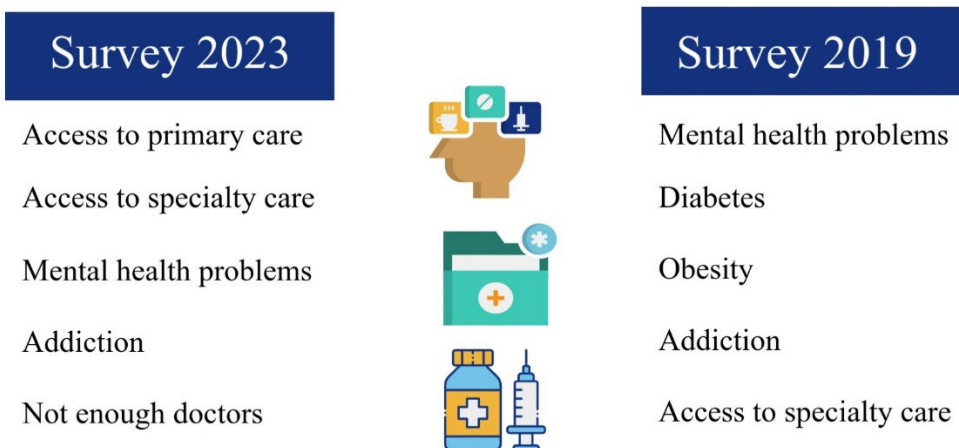 Survey 2023
Access to primary care
Access to specialty care
Mental health problems
Addiction
Not enough doctors
Survey 2019
Mental health problems
Diabetes
Obesity
Addiction
Access to specialty care